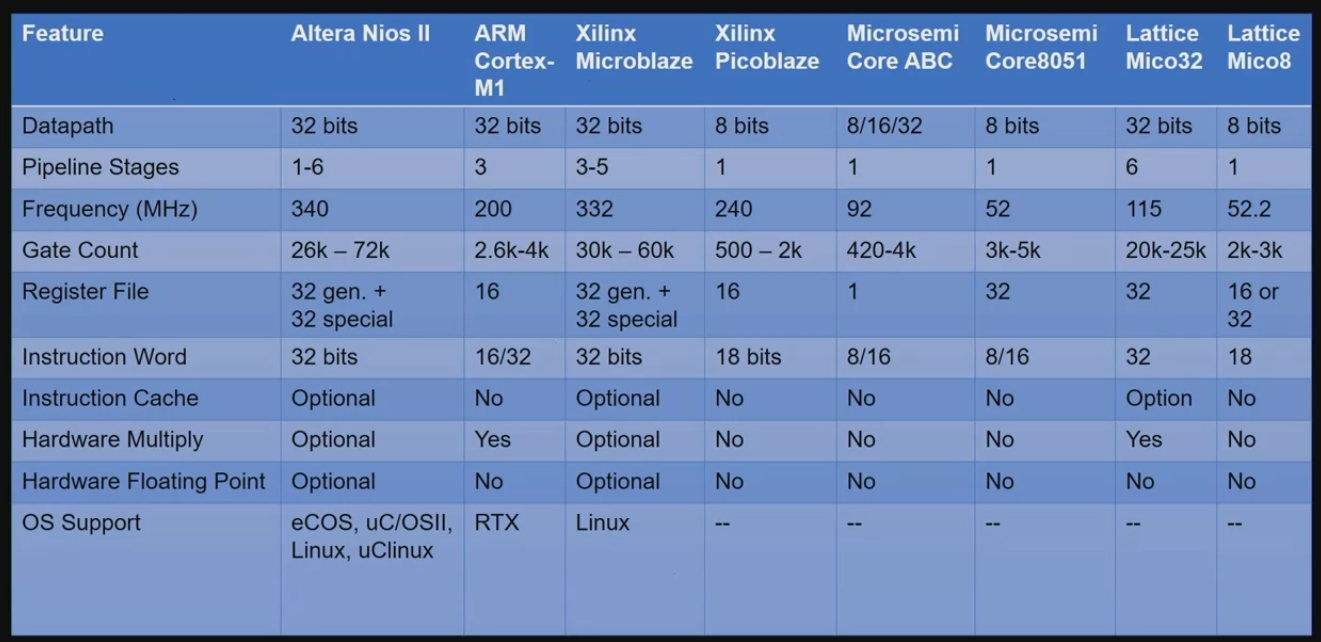 Feature Altera Nios II ARM Cortex-M1 Xilinx Microblaze Xilinx Picoblaze Microsemi Core ABC Microsemi Core8051 Lattice Mico32 Lattice Mico8
Datapath 32 bits 32 bits 32 bits 8 bits 8/16/32 8 bits 32 bits 8 bits
Pipeline Stages 1-6 3 3-5 1 1 1 6 1
Frequency (MHz) 340 200 332 240 92 52 115 52.2
Gate Count 26k – 72k 2.6k-4k 30k – 60k 500 – 2k 420-4k 3k-5k 20k-25k 2k-3k
Register File 32 gen. + 32 special 16 32 gen. + 32 special 16 1 32 32 16 or 32
Instruction Word 32 bits 16/32 32 bits 18 bits 8/16 8/16 32 18
Instruction Cache Optional No Optional No No No Option No
Hardware Multiply Optional Yes Optional No No No Yes No
Hardware Floating Point Optional No Optional No No No No No
OS Support eCOS, uC/OSII, Linux, uClinux RTX Linux -- -- -- -- --